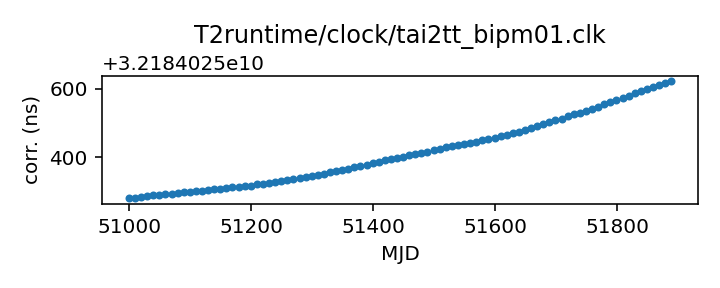 T2runtime/clock/tai2tt_bipm01.clk
+3.2184025e10
600
400
corr. (ns)
51000 51200 51400 51600 51800
MJD